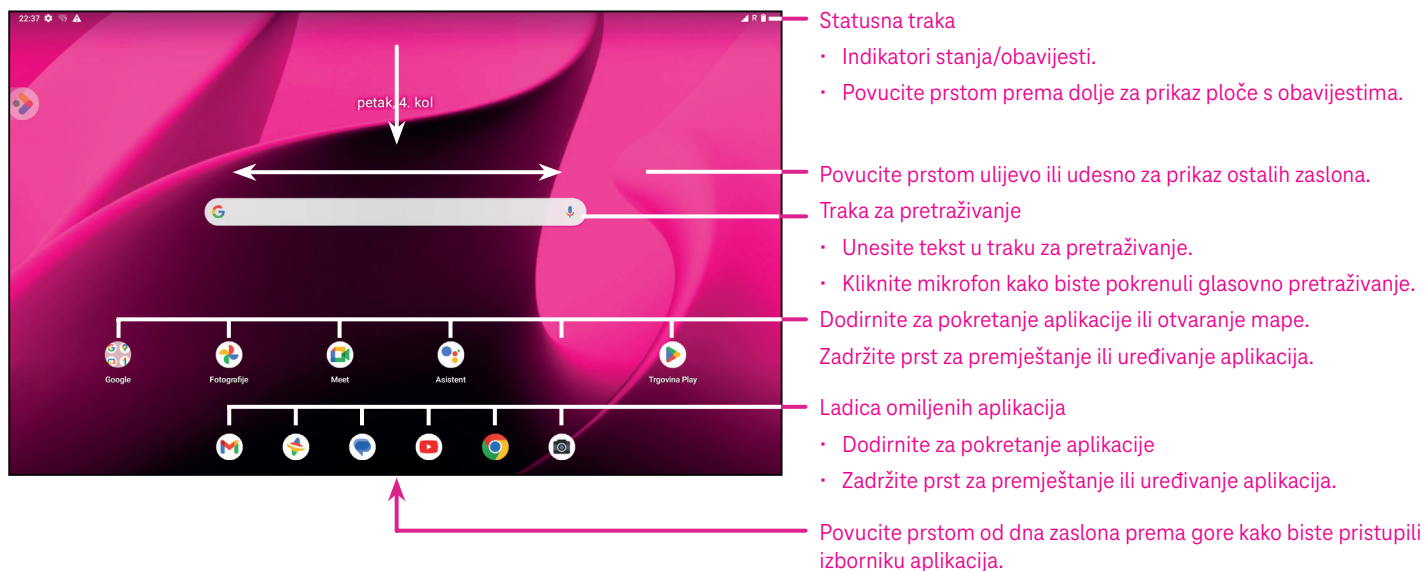 22:37
R
petak, 4. kol
Google
Fotografije
Meet
Asistent
Trgovina Play
Statusna traka
· Indikatori stanja/obavijesti.
· Povucite prstom prema dolje za prikaz ploče s obavijestima.
Povucite prstom ulijevo ili udesno za prikaz ostalih zaslona.
Traka za pretraživanje
· Unesite tekst u traku za pretraživanje.
· Kliknite mikrofon kako biste pokrenuli glasovno pretraživanje.
Dodirnite za pokretanje aplikacije ili otvaranje mape.
Zadržite prst za premještanje ili uređivanje aplikacija.
Ladica omiljenih aplikacija
· Dodirnite za pokretanje aplikacije
· Zadržite prst za premještanje ili uređivanje aplikacija.
Povucite prstom od dna zaslona prema gore kako biste pristupili
izborniku aplikacija.